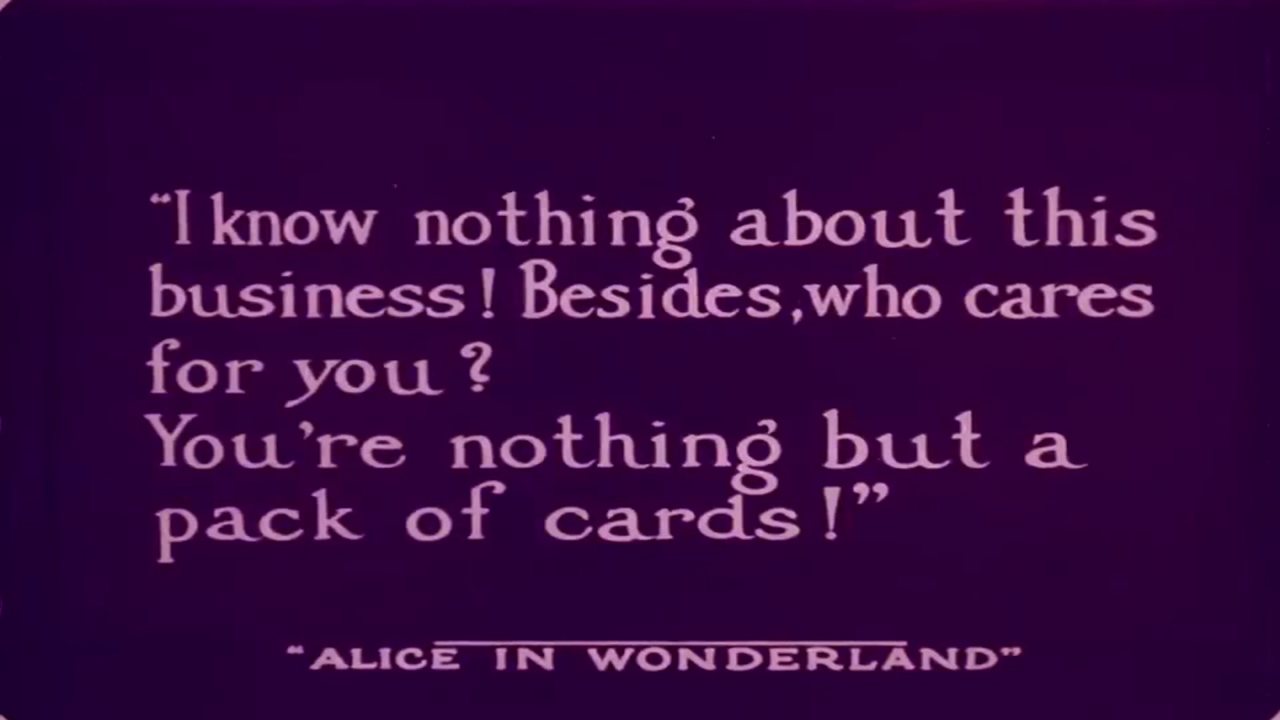 “I know nothing about this
business! Besides, who cares
for you?
You’re nothing but a
pack of cards!”
“ALICE IN WONDERLAND”